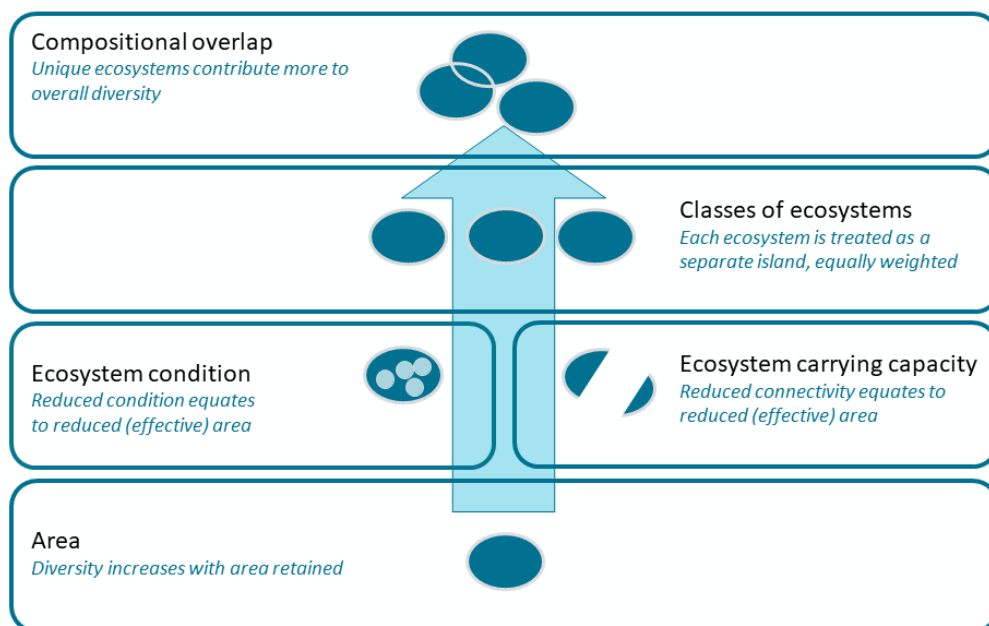 Compositional overlap
Unique ecosystems contribute more to
overall diversity
Classes of ecosystems
Each ecosystem is treated as a
separate island, equally weighted
Ecosystem condition
Reduced condition equates
to reduced (effective) area
Ecosystem carrying capacity
Reduced connectivity equates to
reduced (effective) area
Area
Diversity increases with area retained